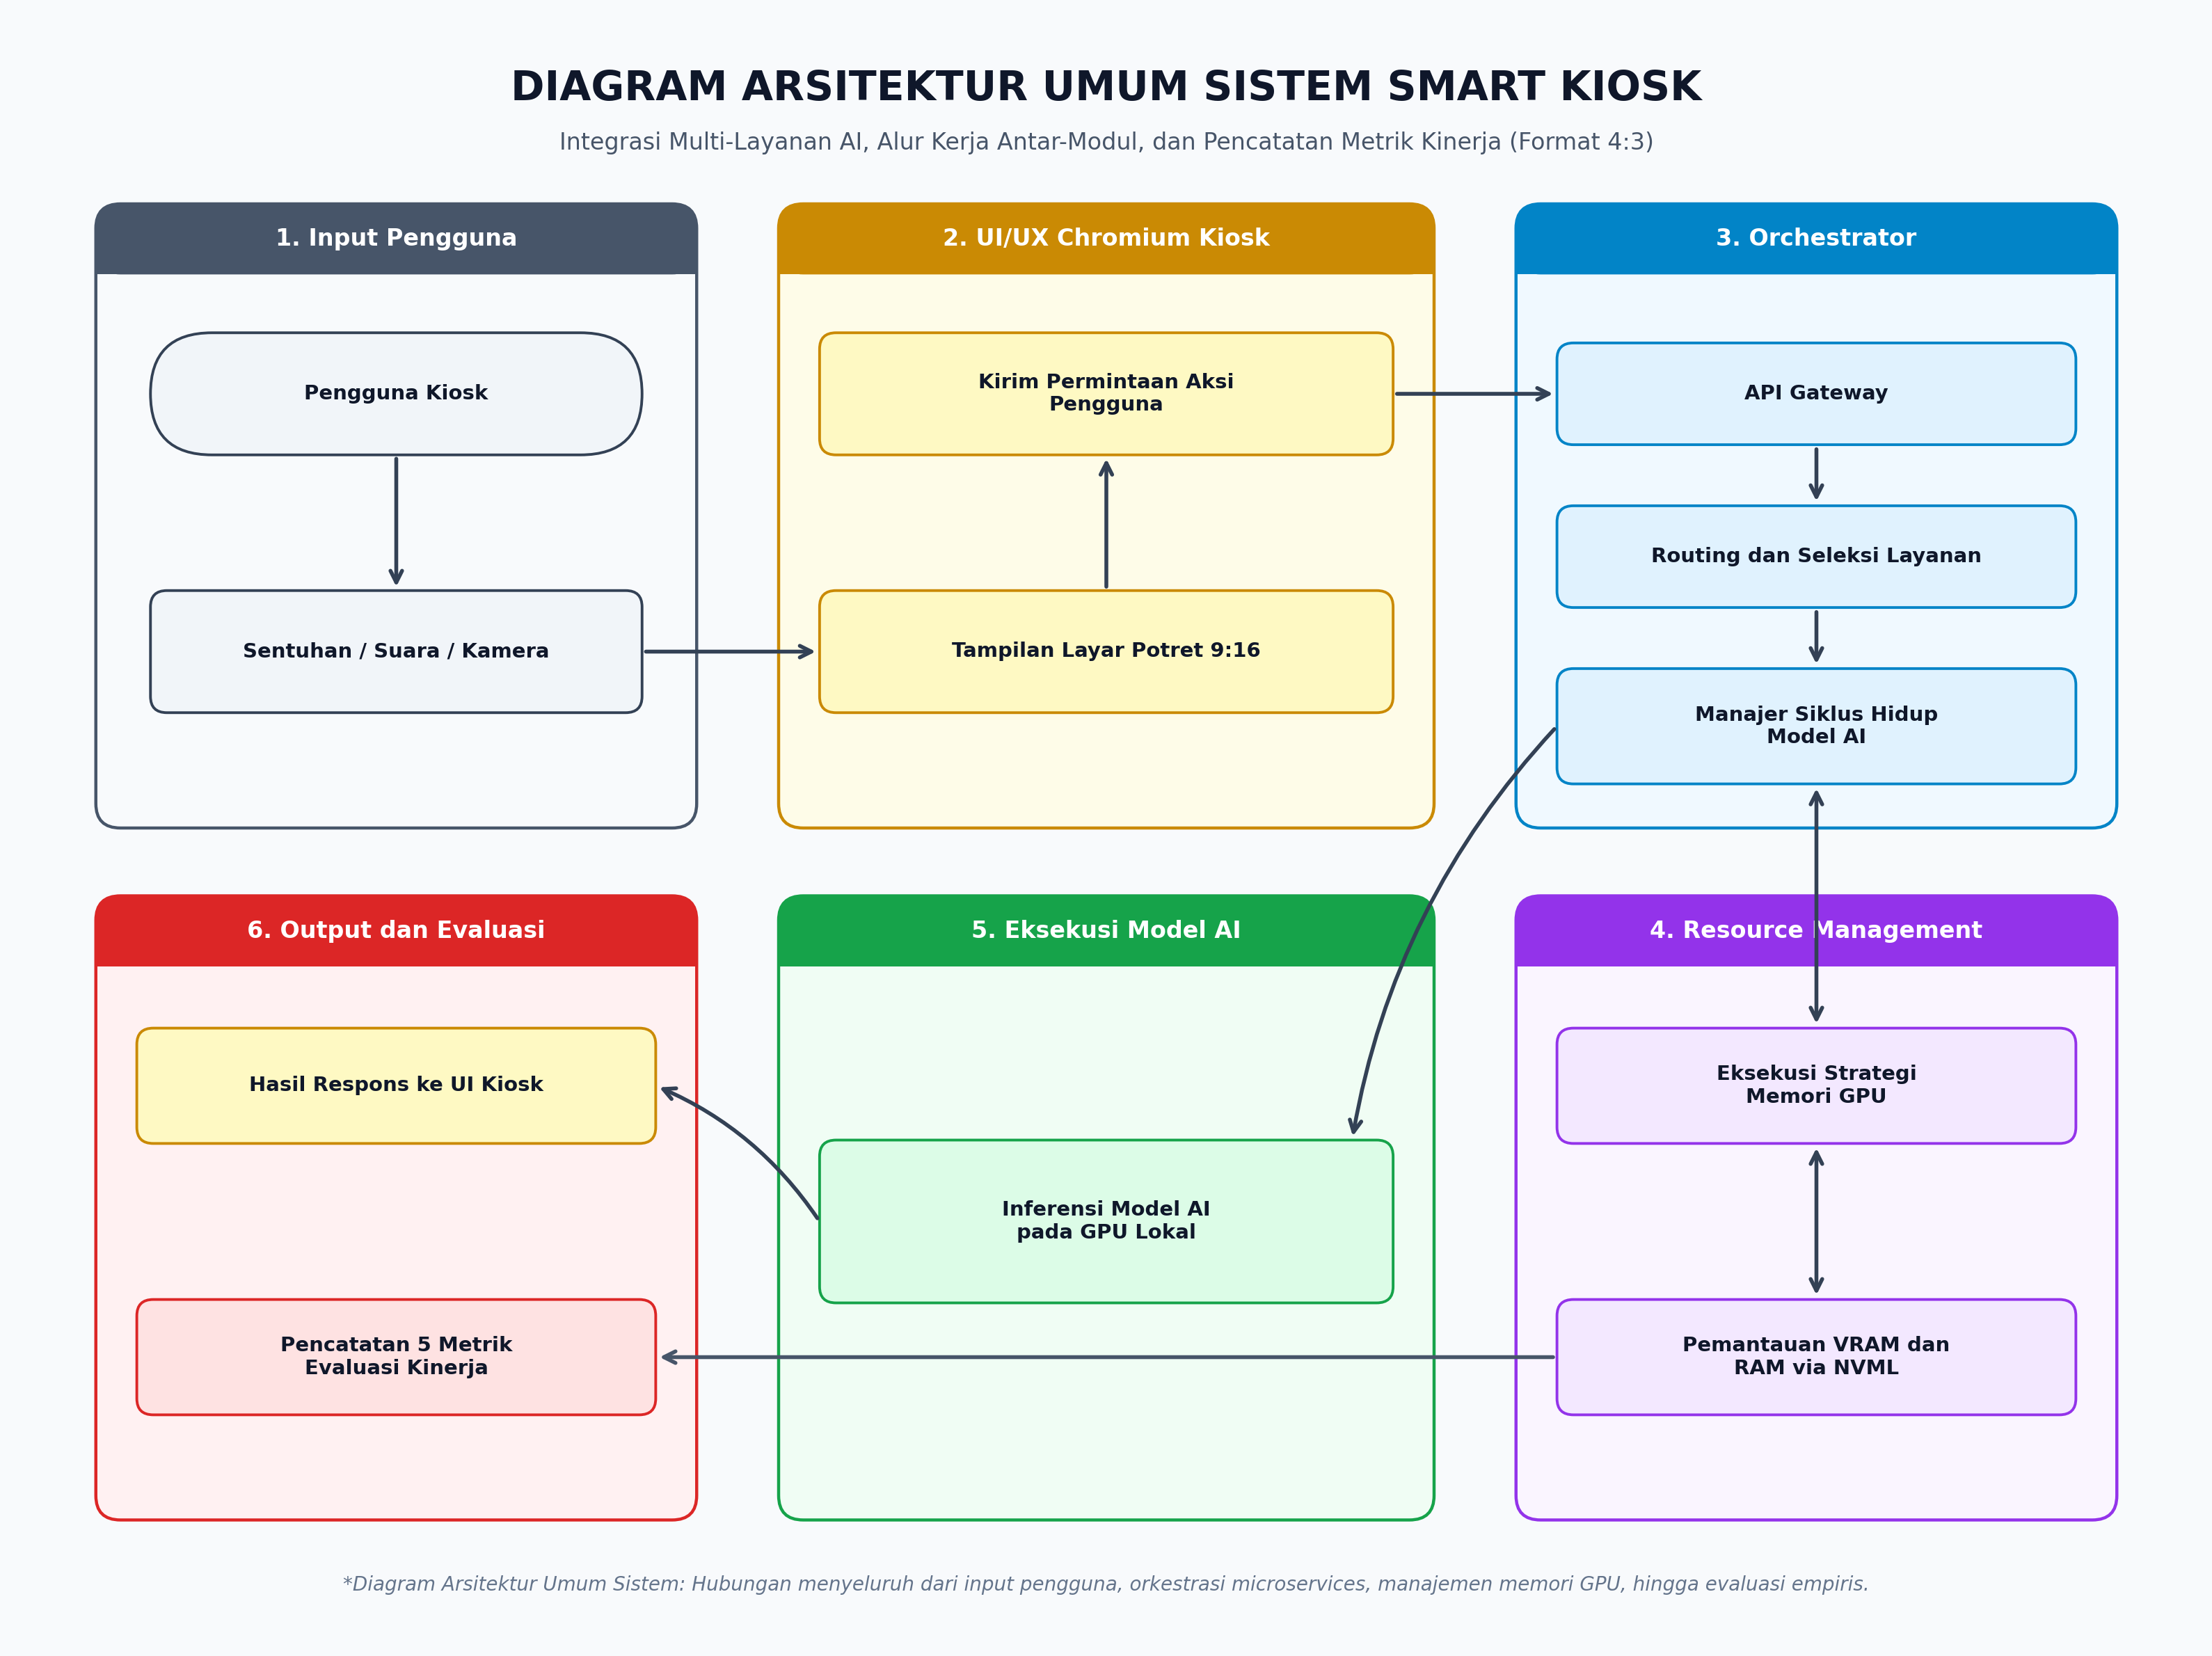 DIAGRAM ARSITEKTUR UMUM SISTEM SMART KIOSK
Integrasi Multi-Layanan AI, Alur Kerja Antar-Modul, dan Pencatatan Metrik Kinerja (Format 4:3)
1. Input Pengguna
Pengguna Kiosk
Sentuhan / Suara / Kamera
2. UI/UX Chromium Kiosk
Kirim Permintaan Aksi
Pengguna
Tampilan Layar Potret 9:16
3. Orchestrator
API Gateway
Routing dan Seleksi Layanan
Manajer Siklus Hidup
Model AI
4. Resource Management
Eksekusi Strategi
Memori GPU
Pemantauan VRAM dan
RAM via NVML
5. Eksekusi Model AI
Inferensi Model AI
pada GPU Lokal
6. Output dan Evaluasi
Hasil Respons ke UI Kiosk
Pencatatan 5 Metrik
Evaluasi Kinerja
*Diagram Arsitektur Umum Sistem: Hubungan menyeluruh dari input pengguna, orkestrasi microservices, manajemen memori GPU, hingga evaluasi empiris.